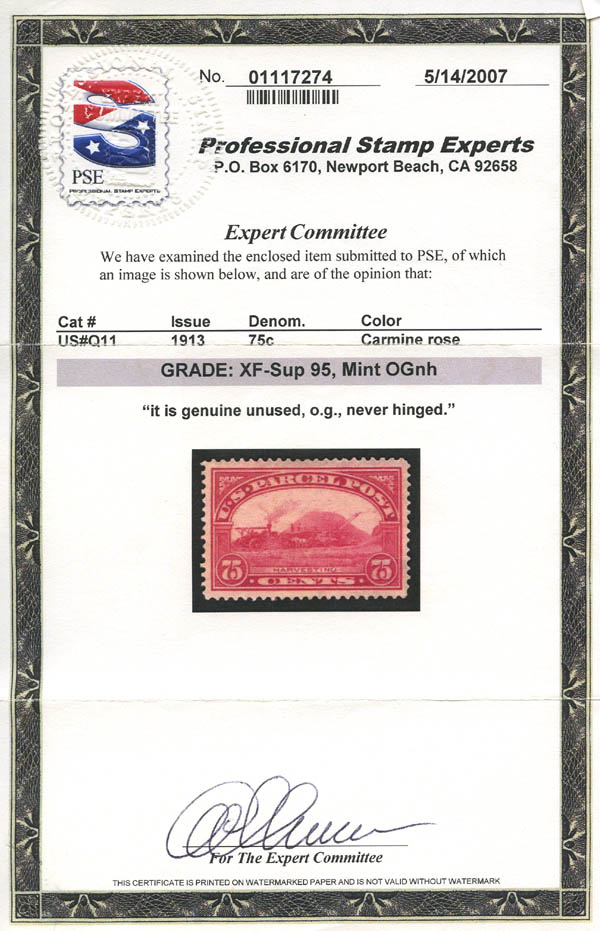 No. 01117274 5/14/2007
PSE
PROFESSIONAL STAMP EXPERTS
Professional Stamp Experts
P.O. Box 6170, Newport Beach, CA 92658
Expert Committee
We have examined the enclosed item submitted to PSE, of which
an image is shown below, and are of the opinion that:
Cat # Issue Denom. Color
US#Q11 1913 75c Carmine rose
GRADE: XF-Sup 95, Mint OGnh
“it is genuine unused, o.g., never hinged.”
U.S. PARCEL POST
HARVESTING
75 CENTS 75
For The Expert Committee
THIS CERTIFICATE IS PRINTED ON WATERMARKED PAPER AND IS NOT VALID WITHOUT WATERMARK